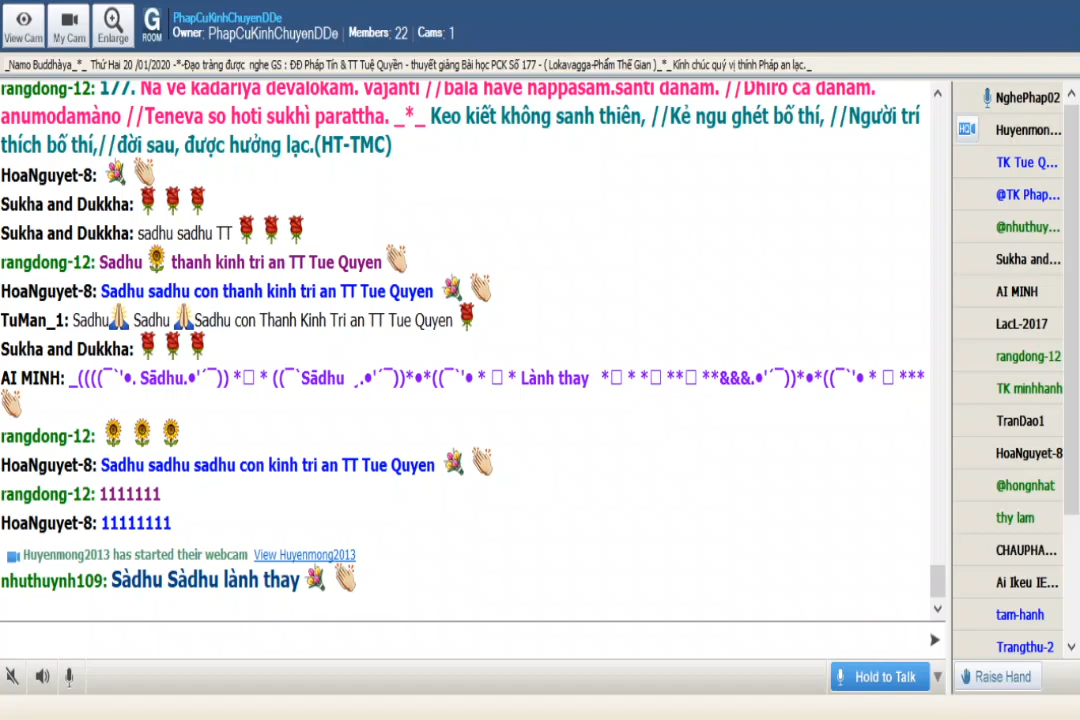 View Cam
My Cam
Enlarge
G
ROOM
PhapCuKinhChuyenDDe
Owner: PhapCuKinhChuyenDDe | Members: 22 | Cams: 1
_Namo Buddhàya_*_ Thứ Hai 20 /01/2020 -*-Đạo tràng được nghe GS : ĐĐ Pháp Tín & TT Tuệ Quyền - thuyết giảng Bài học PCK Số 177 - ( Lokavagga-Phẩm Thế Gian )_*_Kính chúc quý vị thính Pháp an lạc._
rangdong-12: 177. Na ve kadariya devalokam. vajanti //bala have nappasam.santi danam. //Dhiro ca danam.
anumodamàno //Teneva so hoti sukhì parattha. _*_ Keo kiết không sanh thiên, //Kẻ ngu ghét bố thí, //Người trí
thích bố thí,//đời sau, được hưởng lạc.(HT-TMC)
HoaNguyet-8:
Sukha and Dukkha:
Sukha and Dukkha: sadhu sadhu TT
rangdong-12: Sadhu thanh kinh tri an TT Tue Quyen
HoaNguyet-8: Sadhu sadhu con thanh kinh tri an TT Tue Quyen
TuMan_1: Sadhu Sadhu Sadhu con Thanh Kinh Tri an TT Tue Quyen
Sukha and Dukkha:
AI MINH: _((((¯`'•. Sādhu.•'´¯)) *□ * ((¯`Sādhu ¸.•'´¯))*•*((¯`'• * □ * Lành thay *□ * *□ **□ **&&&.•'´¯))*•*((¯`'• * □ ***
rangdong-12:
HoaNguyet-8: Sadhu sadhu sadhu con kinh tri an TT Tue Quyen
rangdong-12: 1111111
HoaNguyet-8: 11111111
Huyenmong2013 has started their webcam View Huyenmong2013
nhuthuynh109: Sàdhu Sàdhu lành thay
Hold to Talk
NghePhap02
HD
Huyenmon...
TK Tue Q...
@TK Phap...
@nhuthuy...
Sukha and...
AI MINH
LacL-2017
rangdong-12
TK minhhanh
TranDao1
HoaNguyet-8
@hongnhat
thy lam
CHAUPHA...
Ai Ikeu IE...
tam-hanh
Trangthu-2
Raise Hand